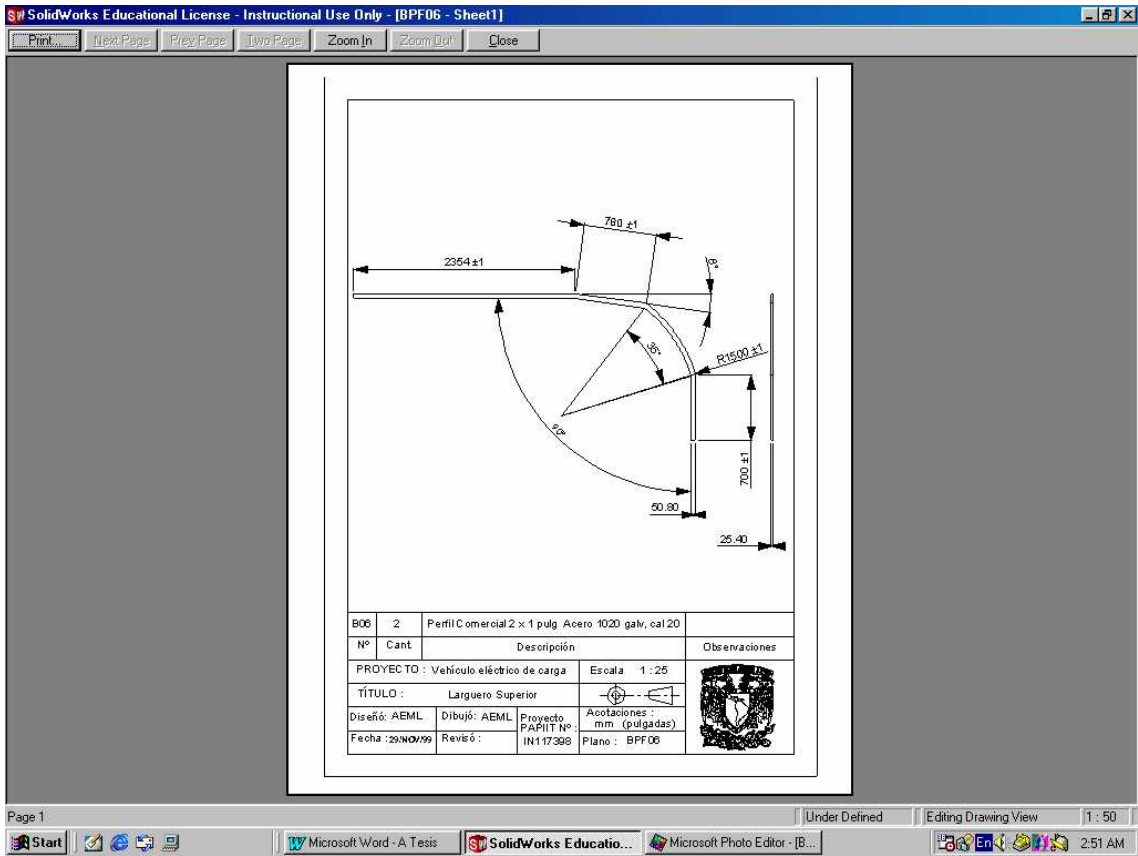 SolidWorks Educational License - Instructional Use Only - [BPF06 - Sheet1]
Print... Next Page Prev Page Two Page Zoom In Zoom Out Close
780 ±1
2354±1
6°
35°
R1500 ±1
90°
700 ±1
50.80
25.40
B06 2 Perfil Comercial 2 x 1 pulg Acero 1020 galv, cal 20
Nº Cant. Descripción Observaciones
PROYECTO : Vehículo eléctrico de carga Escala 1 : 25
TÍTULO : Larguero Superior
Diseñó: AEML Dibujó: AEML Proyecto PAPIIT Nº : IN117398 Acotaciones : mm (pulgadas)
Fecha : 29/NOV/99 Revisó : Plano : BPF06
Page 1 Under Defined Editing Drawing View 1 : 50
Start Microsoft Word - A Tesis SolidWorks Educatio... Microsoft Photo Editor - [B... En 2:51 AM